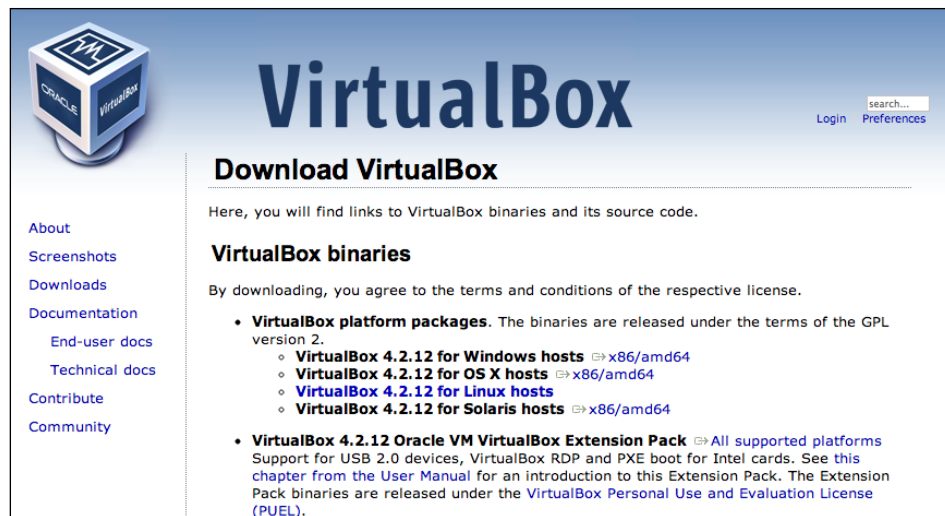 ORACLE
VirtualBox
VirtualBox
search...
Login Preferences
Download VirtualBox
Here, you will find links to VirtualBox binaries and its source code.
About
Screenshots
Downloads
Documentation
End-user docs
Technical docs
Contribute
Community
VirtualBox binaries
By downloading, you agree to the terms and conditions of the respective license.
• VirtualBox platform packages. The binaries are released under the terms of the GPL
version 2.
◦ VirtualBox 4.2.12 for Windows hosts x86/amd64
◦ VirtualBox 4.2.12 for OS X hosts x86/amd64
◦ VirtualBox 4.2.12 for Linux hosts
◦ VirtualBox 4.2.12 for Solaris hosts x86/amd64
• VirtualBox 4.2.12 Oracle VM VirtualBox Extension Pack All supported platforms
Support for USB 2.0 devices, VirtualBox RDP and PXE boot for Intel cards. See this
chapter from the User Manual for an introduction to this Extension Pack. The Extension
Pack binaries are released under the VirtualBox Personal Use and Evaluation License
(PUEL).